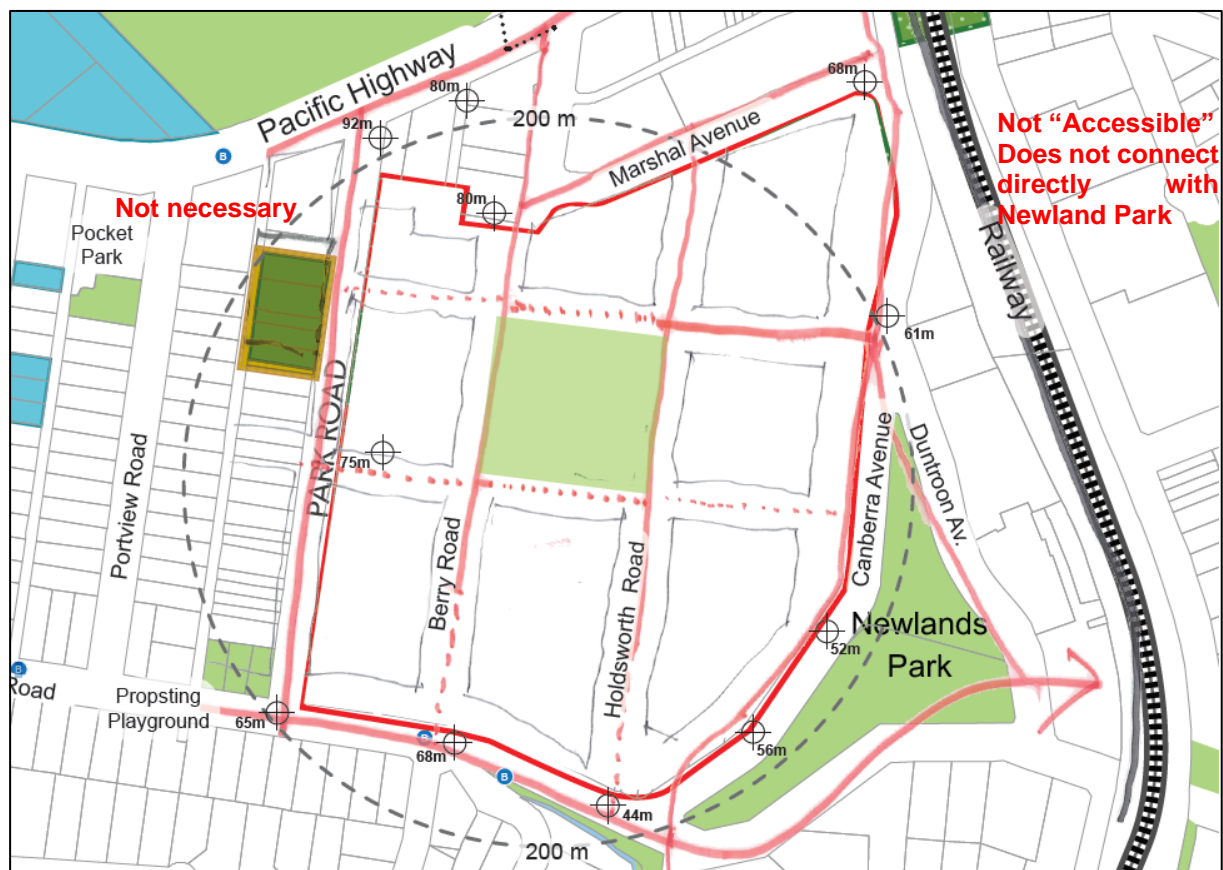 Pacific Highway
80m
92m
68m
200 m
Marshal Avenue
Not “Accessible”
Does not connect
directly with
Newland Park
B
Not necessary
80m
Pocket
Park
Railway
61m
PARK ROAD
75m
Portview Road
Berry Road
Holdsworth Road
Canberra Avenue
Duntroon Av.
Newlands
Park
52m
B
Road
Propsting
Playground
65m
68m
B
56m
B
44m
200 m